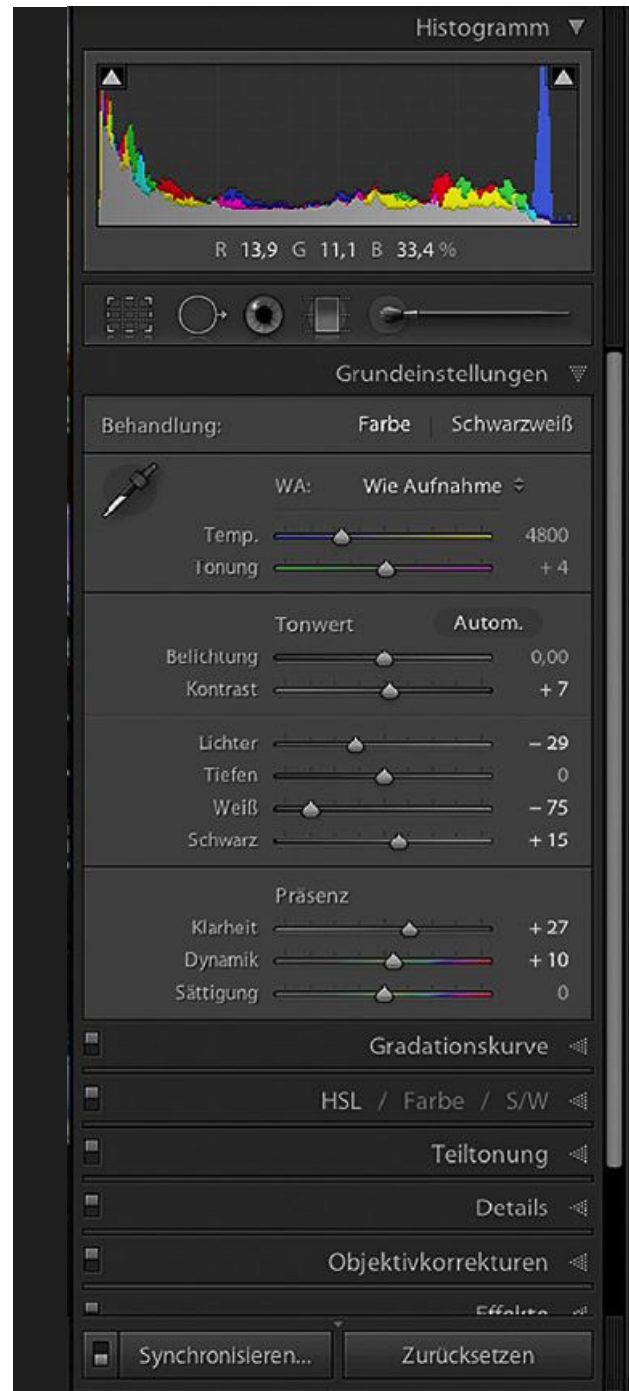 Histogramm
R 13,9 G 11,1 B 33,4 %
Grundeinstellungen
Behandlung: Farbe Schwarzweiß
WA: Wie Aufnahme
Temp. 4800
Tonung + 4
Tonwert Autom.
Belichtung 0,00
Kontrast + 7
Lichter − 29
Tiefen 0
Weiß − 75
Schwarz + 15
Präsenz
Klarheit + 27
Dynamik + 10
Sättigung 0
Gradationskurve
HSL / Farbe / S/W
Teiltonung
Details
Objektivkorrekturen
Effekte
Synchronisieren... Zurücksetzen